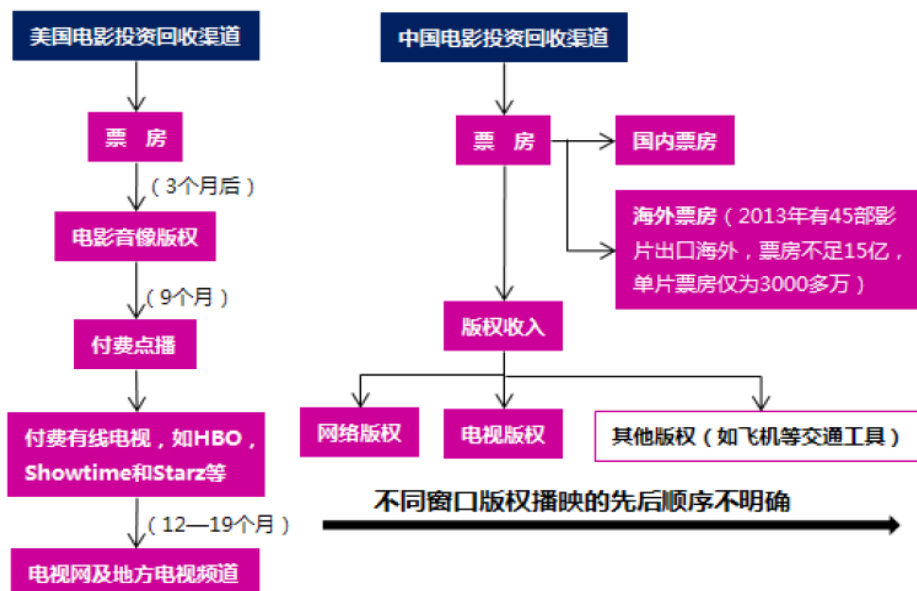 美国电影投资回收渠道
票 房
（3个月后）
电影音像版权
（9个月）
付费点播
付费有线电视，如HBO，
Showtime和Starz等
（12—19个月）
电视网及地方电视频道
中国电影投资回收渠道
票 房
国内票房
海外票房（2013年有45部影
片出口海外，票房不足15亿，
单片票房仅为3000多万）
版权收入
网络版权
电视版权
其他版权（如飞机等交通工具）
不同窗口版权播映的先后顺序不明确